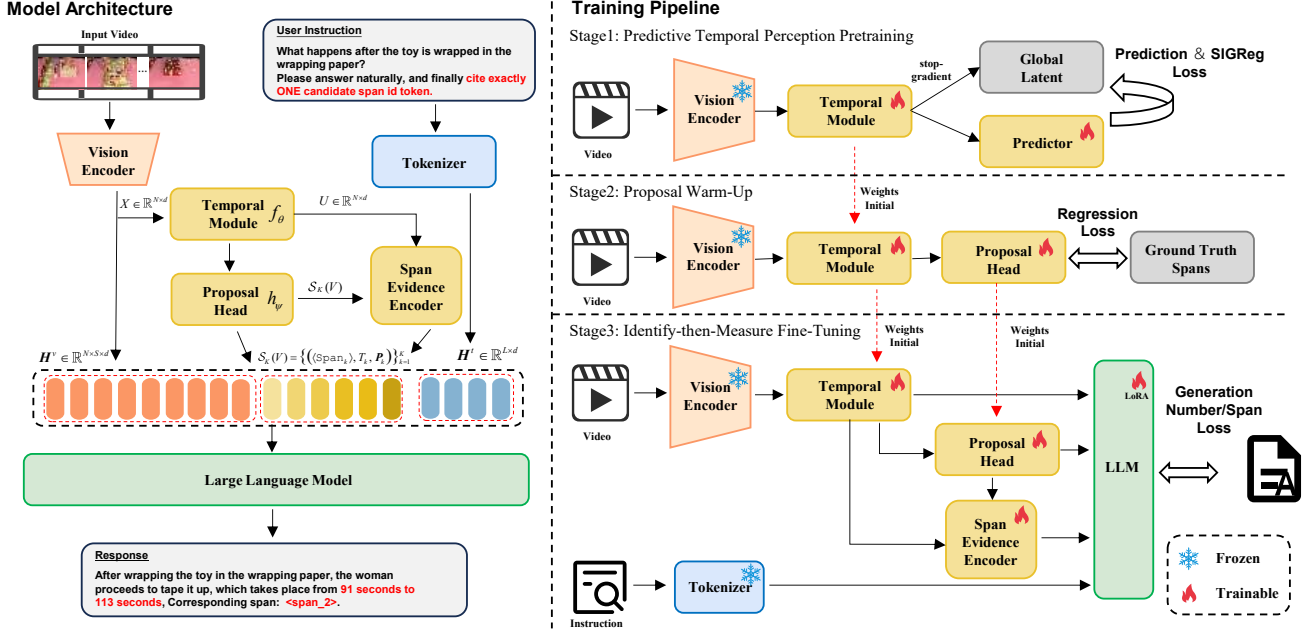 Model Architecture
Input Video
...
User Instruction
What happens after the toy is wrapped in the
wrapping paper?
Please answer naturally, and finally cite exactly
ONE candidate span id token.
Vision
Encoder
Tokenizer
X ∈ ℝ^{N×d}
Temporal
Module
f_θ
U ∈ ℝ^{N×d}
Proposal
Head
h_ψ
S_K(V)
Span
Evidence
Encoder
H^v ∈ ℝ^{N×S×d}
S_K(V) = {(⟨Span_k⟩, T_k, P_k)}_{k=1}^K
H^t ∈ ℝ^{L×d}
Large Language Model
Response
After wrapping the toy in the wrapping paper, the woman
proceeds to tape it up, which takes place from 91 seconds to
113 seconds, Corresponding span: <span_2>.
Training Pipeline
Stage1: Predictive Temporal Perception Pretraining
Video
Vision
Encoder
Temporal
Module
stop-
gradient
Global
Latent
Predictor
Prediction & SIGReg
Loss
Weights
Initial
Stage2: Proposal Warm-Up
Video
Vision
Encoder
Temporal
Module
Proposal
Head
Regression
Loss
Ground Truth
Spans
Weights
Initial
Weights
Initial
Stage3: Identify-then-Measure Fine-Tuning
Video
Vision
Encoder
Temporal
Module
Proposal
Head
Span
Evidence
Encoder
Instruction
Tokenizer
LoRA
LLM
Generation
Number/Span
Loss
A
Frozen
Trainable